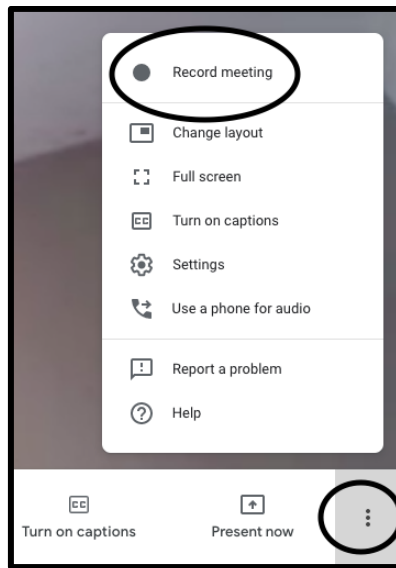 Record meeting
Change layout
Full screen
Turn on captions
Settings
Use a phone for audio
Report a problem
Help
Turn on captions
Present now